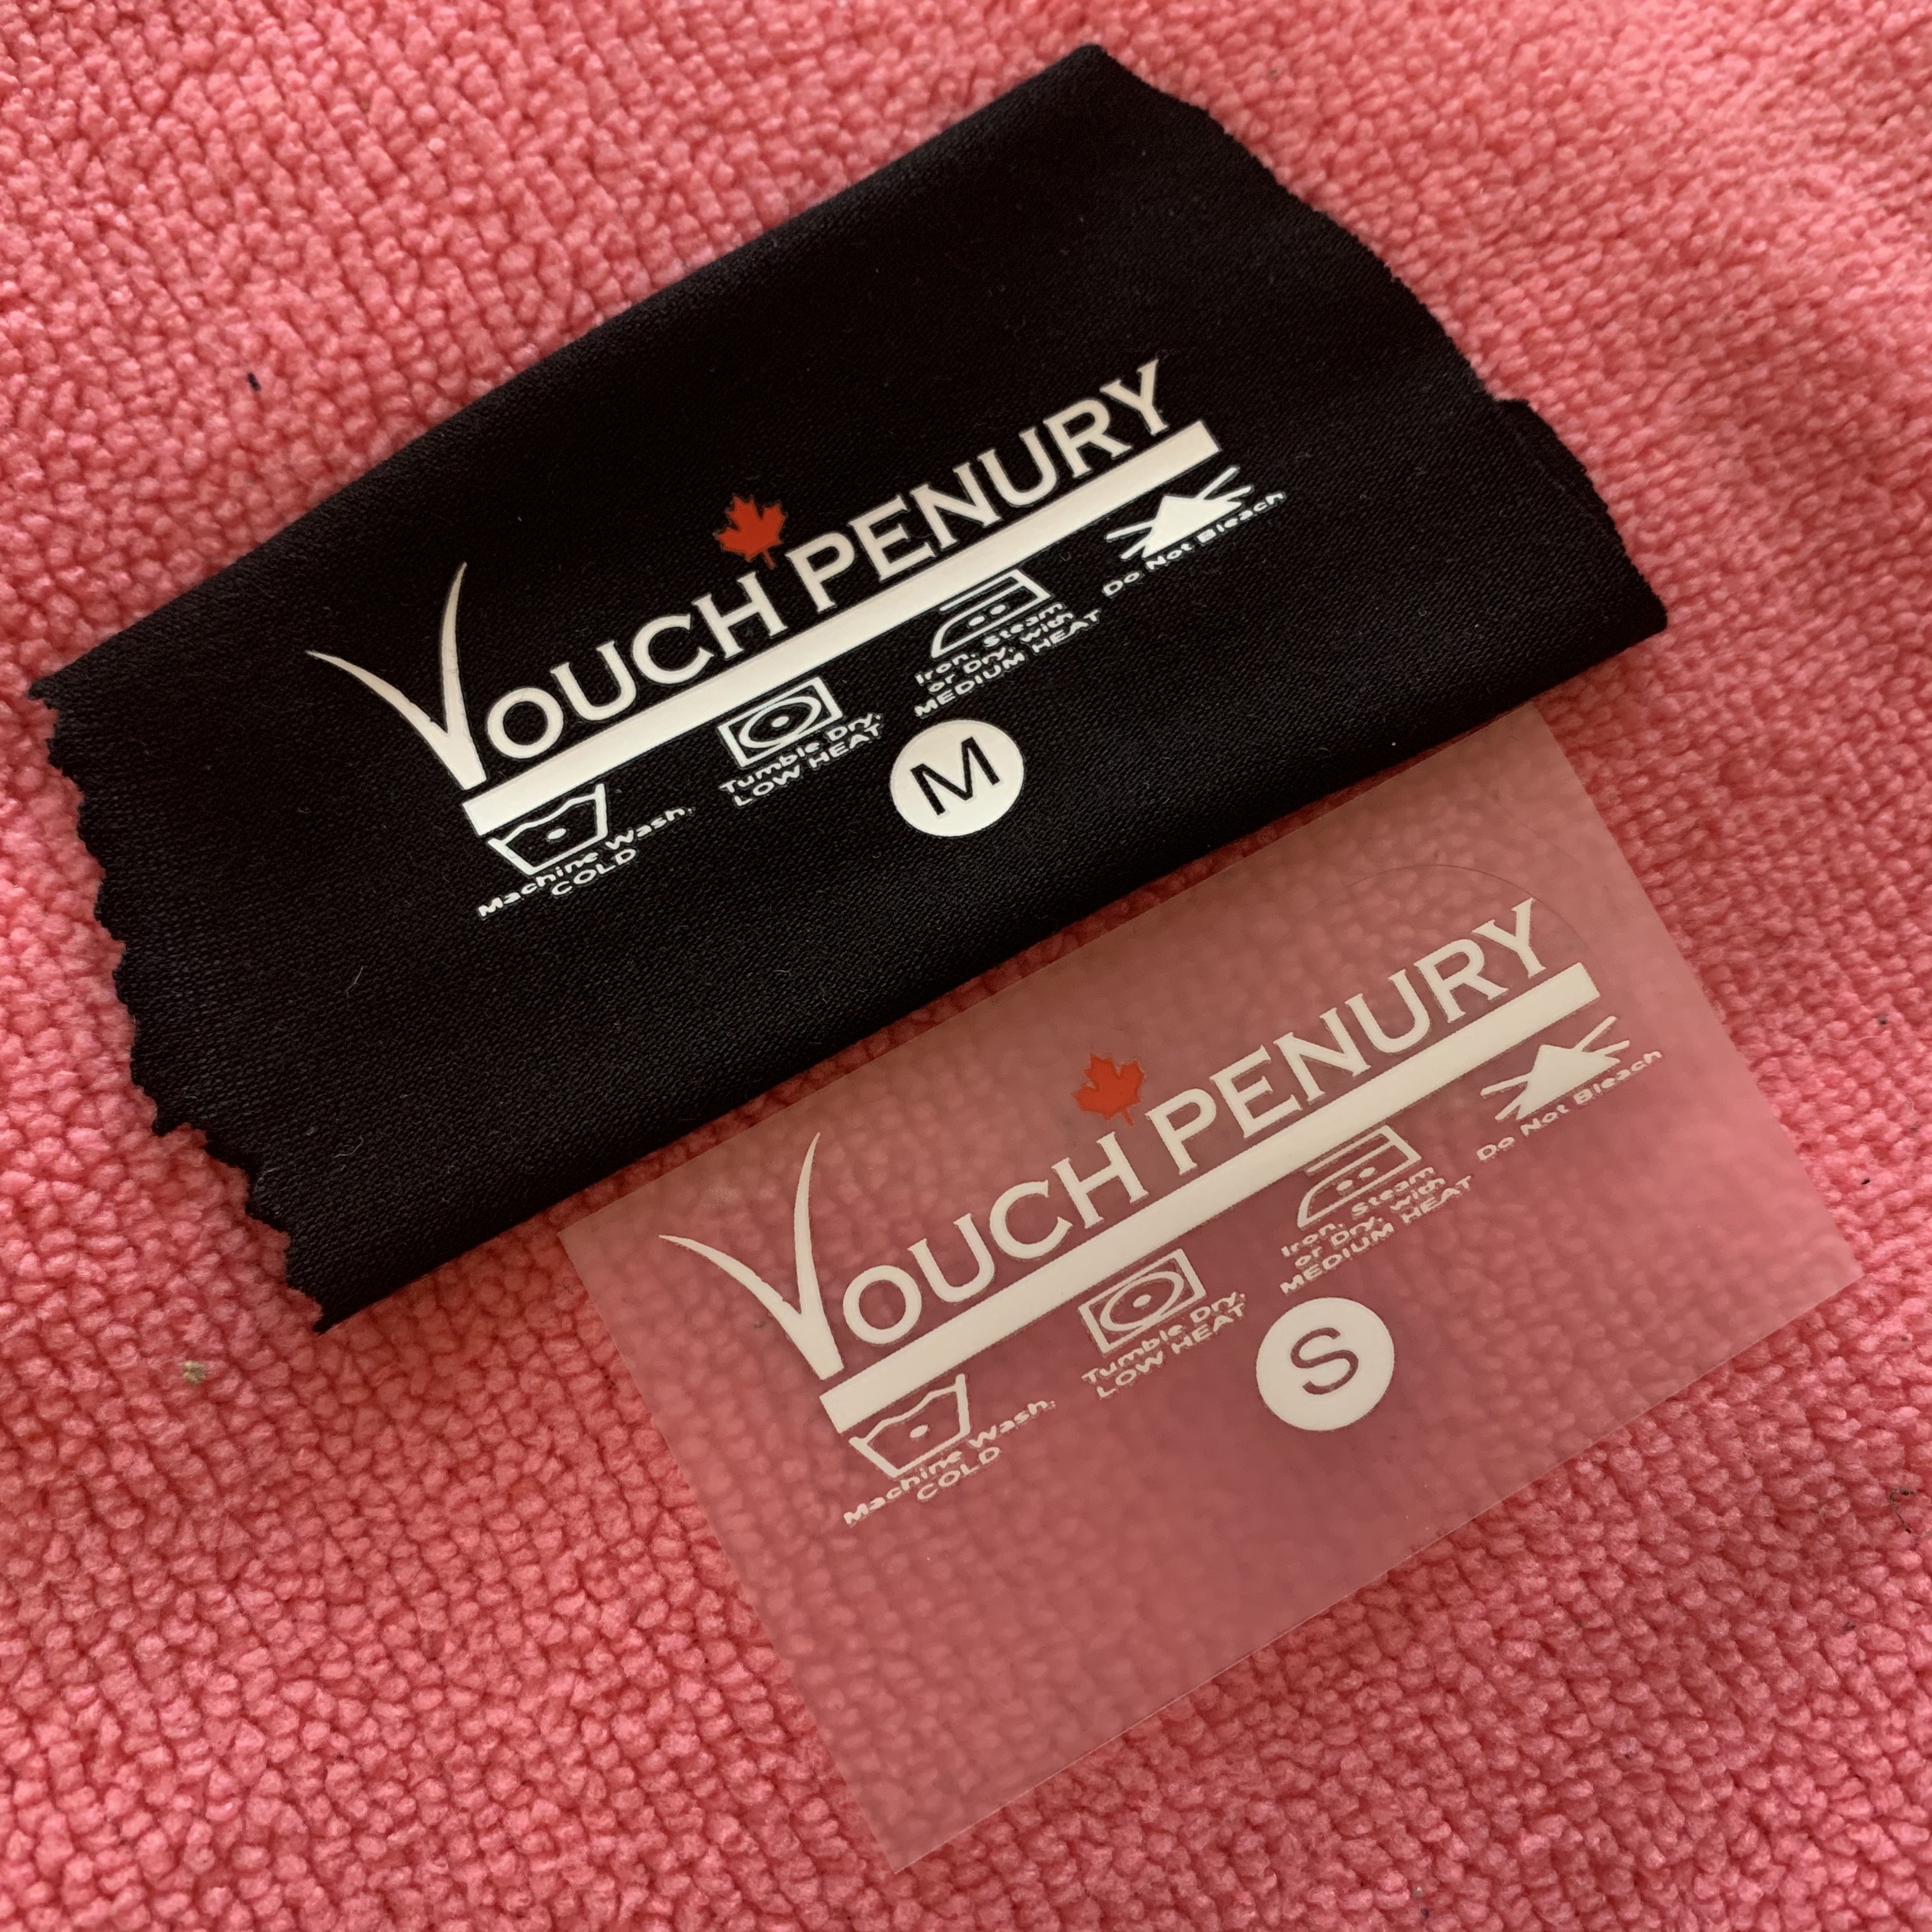 VOUCH PENURY
Machine Wash,
COLD
Tumble Dry,
LOW HEAT
Iron, Steam
or Dry, with
MEDIUM HEAT
Do Not Bleach
M
VOUCH PENURY
Machine Wash,
COLD
Tumble Dry,
LOW HEAT
Iron, Steam
or Dry, with
MEDIUM HEAT
Do Not Bleach
S